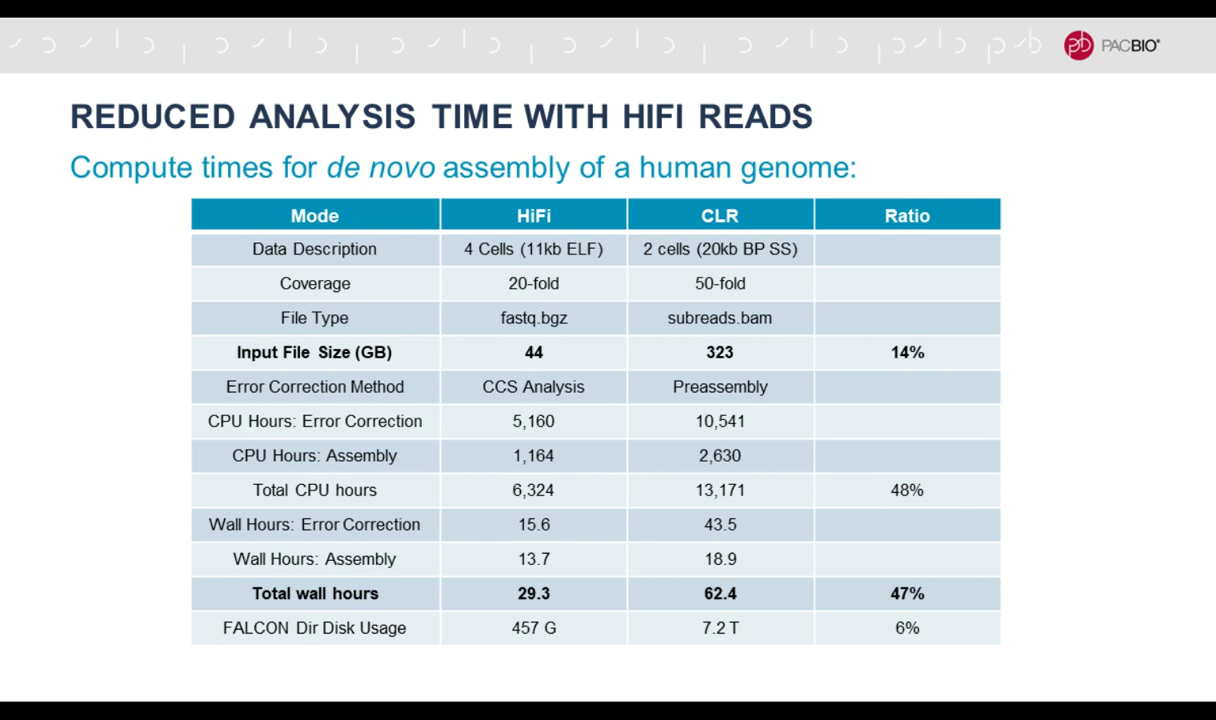 PACBIO®
REDUCED ANALYSIS TIME WITH HIFI READS
Compute times for de novo assembly of a human genome:
Mode HiFi CLR Ratio
Data Description 4 Cells (11kb ELF) 2 cells (20kb BP SS)
Coverage 20-fold 50-fold
File Type fastq.bgz subreads.bam
Input File Size (GB) 44 323 14%
Error Correction Method CCS Analysis Preassembly
CPU Hours: Error Correction 5,160 10,541
CPU Hours: Assembly 1,164 2,630
Total CPU hours 6,324 13,171 48%
Wall Hours: Error Correction 15.6 43.5
Wall Hours: Assembly 13.7 18.9
Total wall hours 29.3 62.4 47%
FALCON Dir Disk Usage 457 G 7.2 T 6%